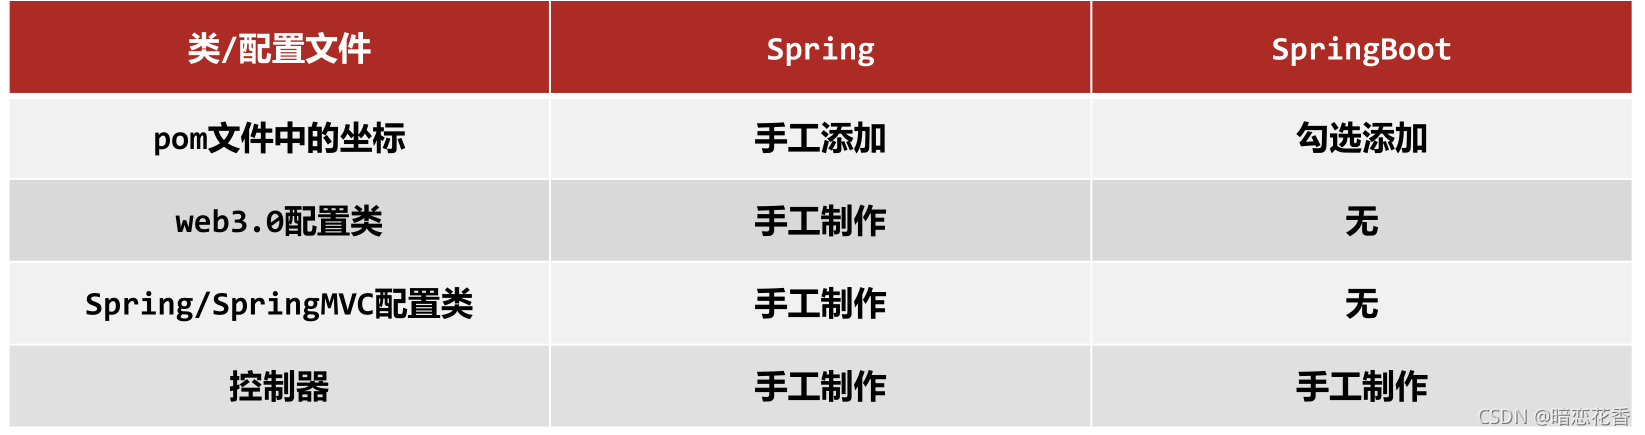 类/配置文件 Spring SpringBoot
pom文件中的坐标 手工添加 勾选添加
web3.0配置类 手工制作 无
Spring/SpringMVC配置类 手工制作 无
控制器 手工制作 手工制作
CSDN @暗恋花香